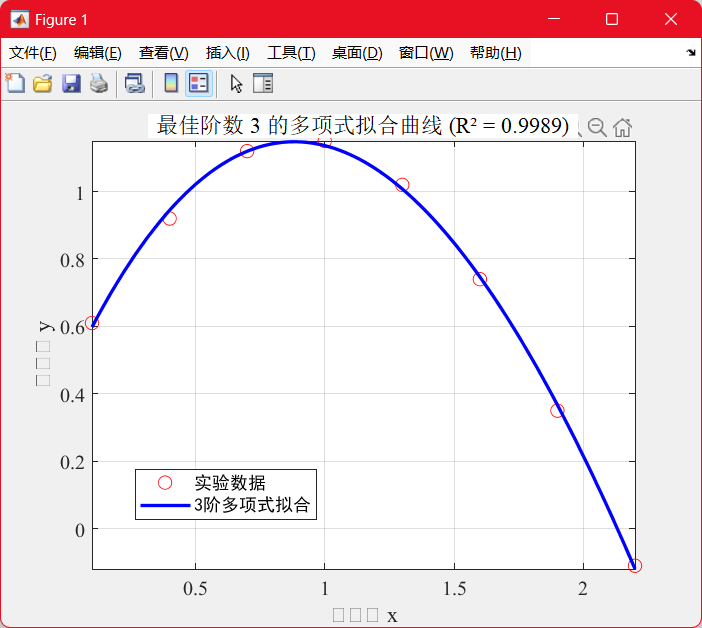 Figure 1
文件(F) 编辑(E) 查看(V) 插入(I) 工具(T) 桌面(D) 窗口(W) 帮助(H)
最佳阶数 3 的多项式拟合曲线 (R² = 0.9989)
1
0.8
0.6
0.4
0.2
0
□□□ y
实验数据
3阶多项式拟合
0.5 1 1.5 2
□□□ x